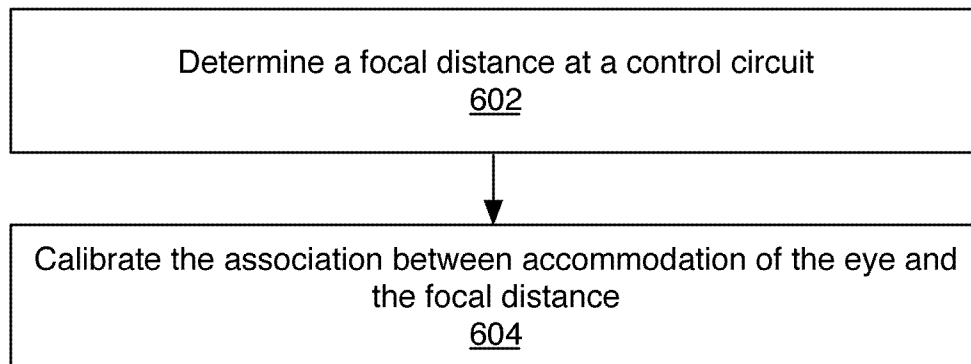 Determine a focal distance at a control circuit
602
Calibrate the association between accommodation of the eye and
the focal distance
604